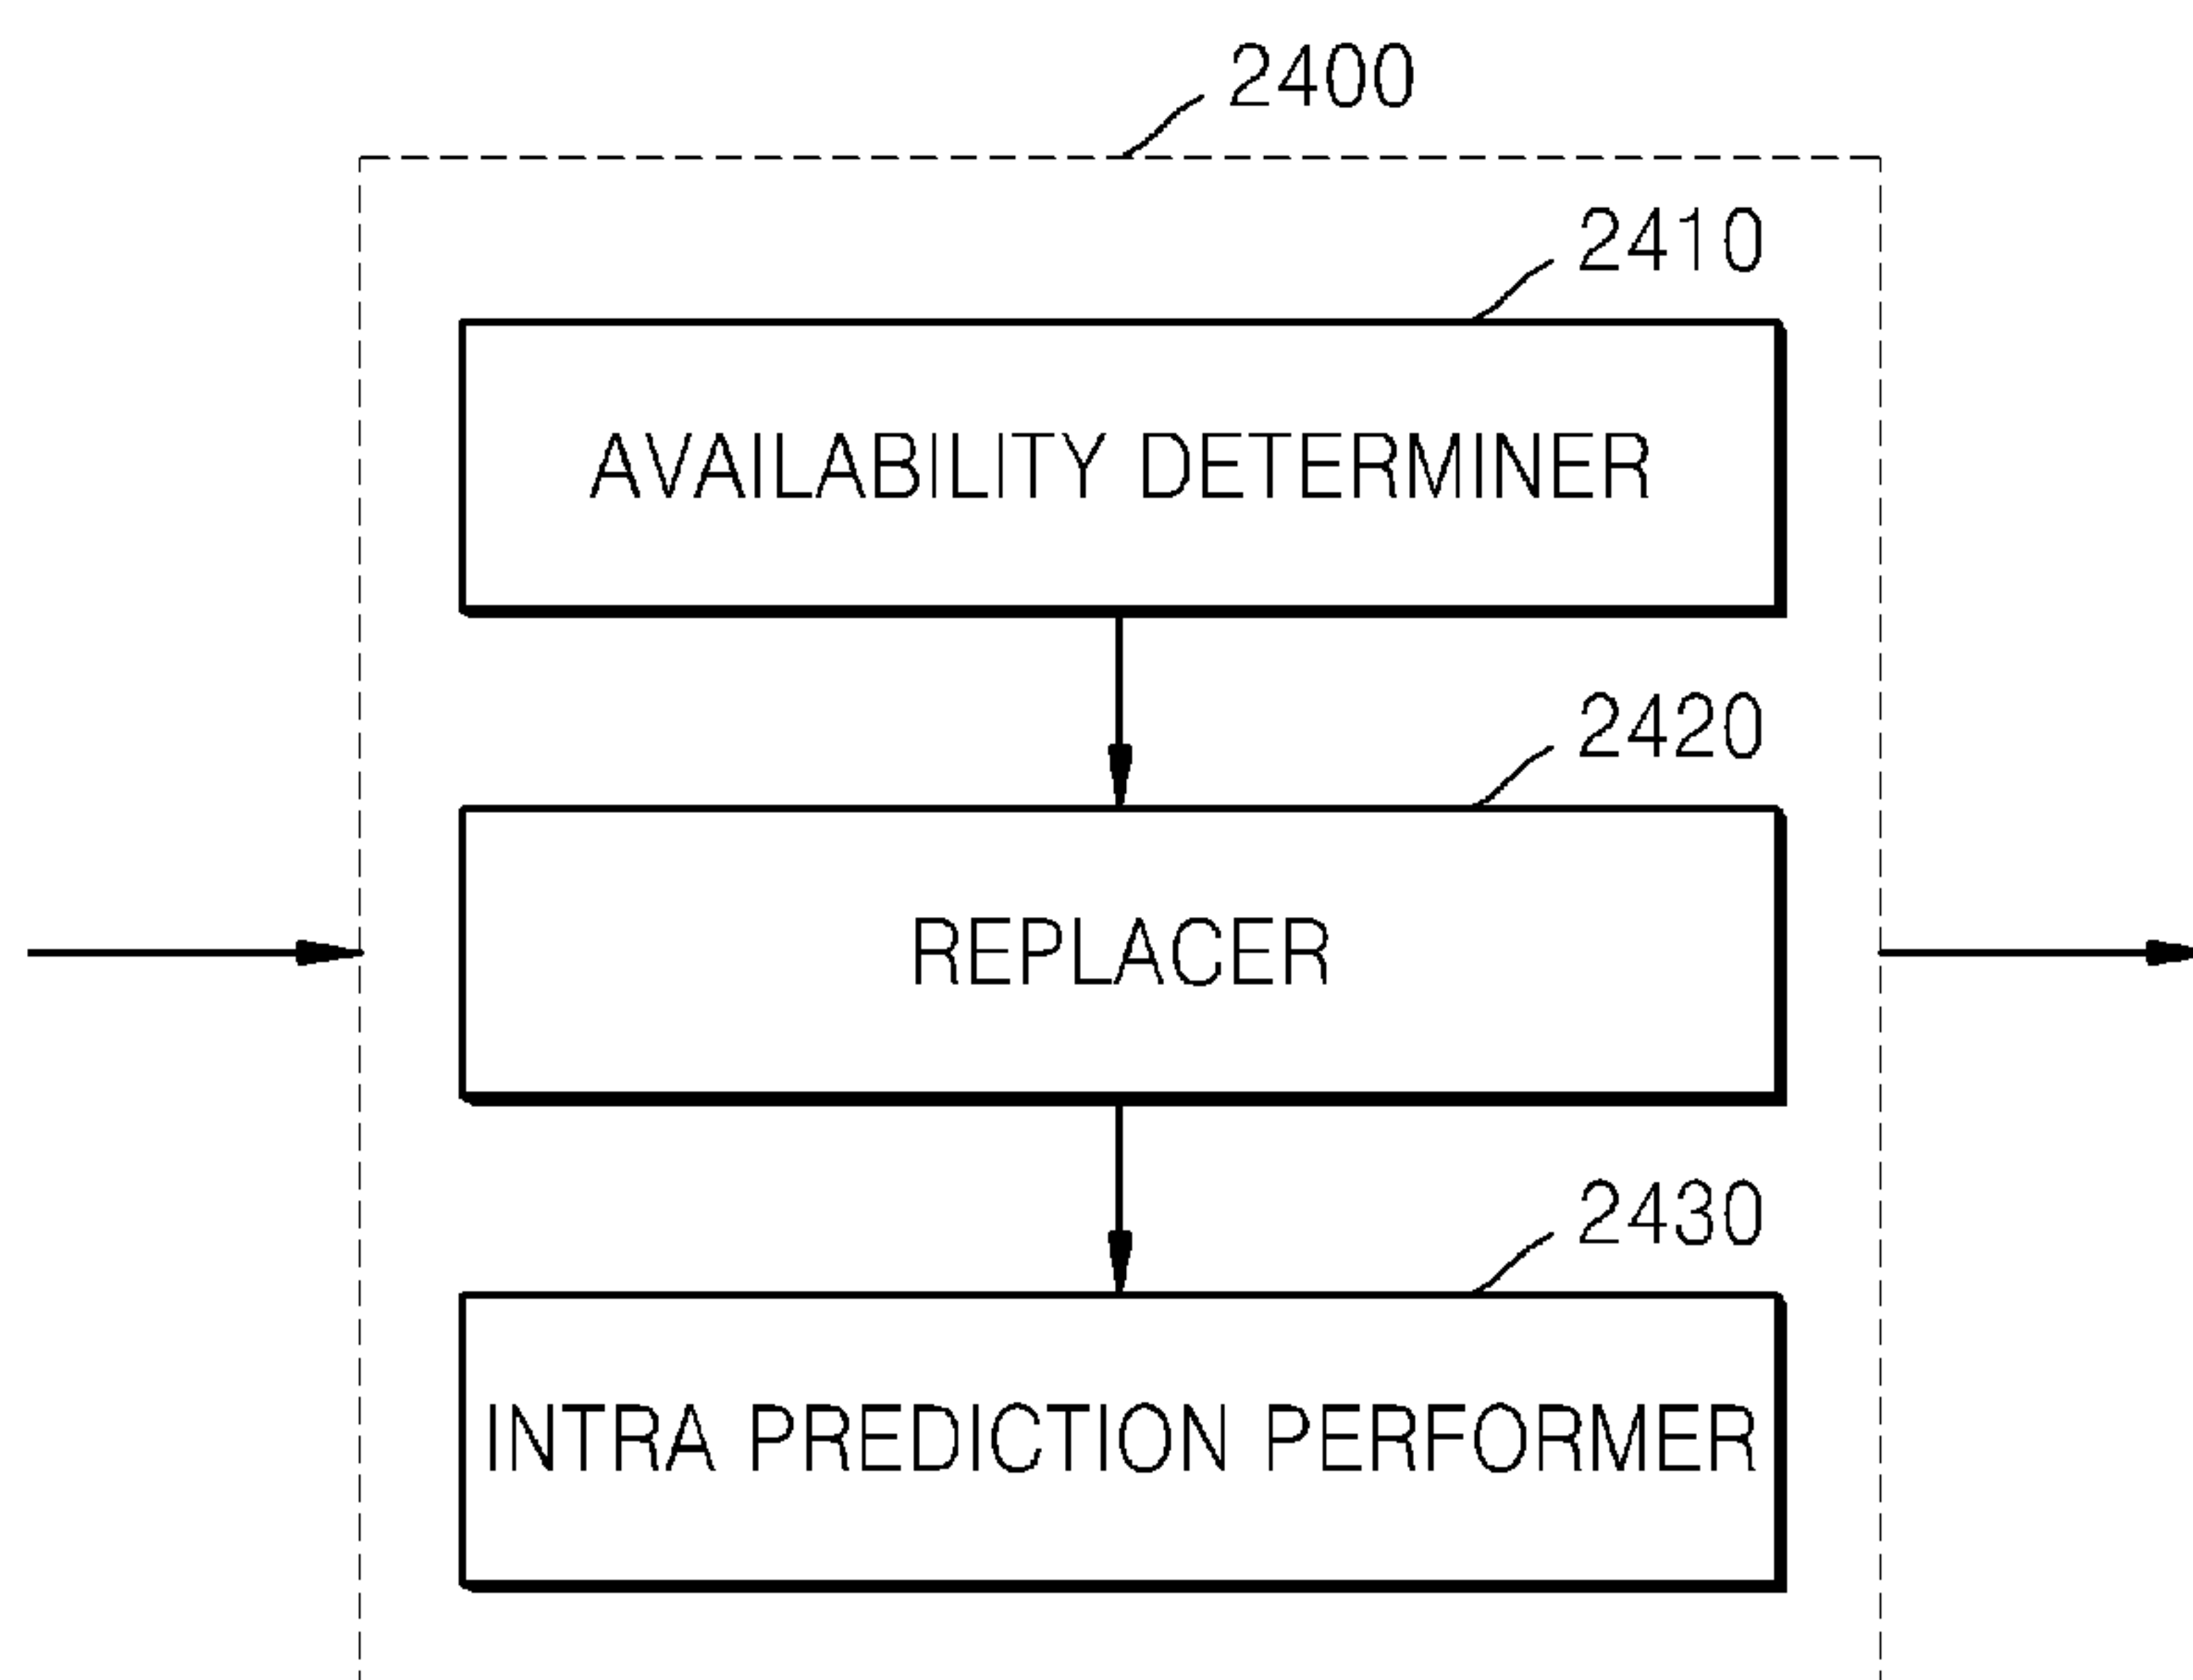 2400
2410
AVAILABILITY DETERMINER
2420
REPLACER
2430
INTRA PREDICTION PERFORMER